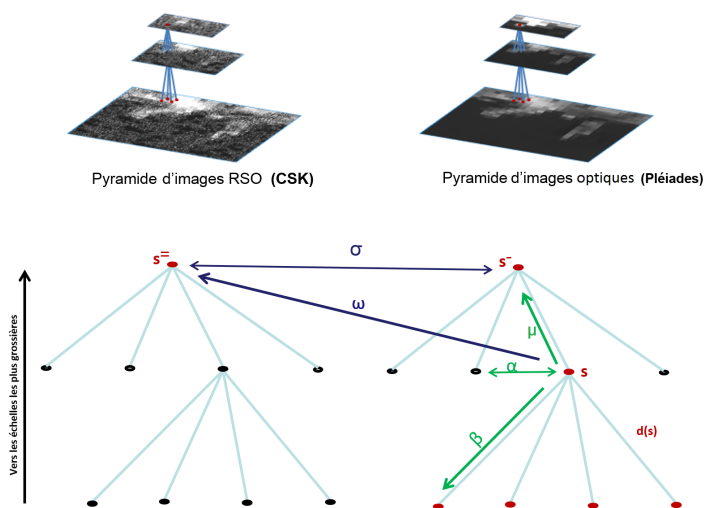 Pyramide d'images RSO (CSK)
Pyramide d'images optiques (Pléiades)
σ
s=
s-
ω
μ
α
s
β
d(s)
Vers les échelles les plus grossières